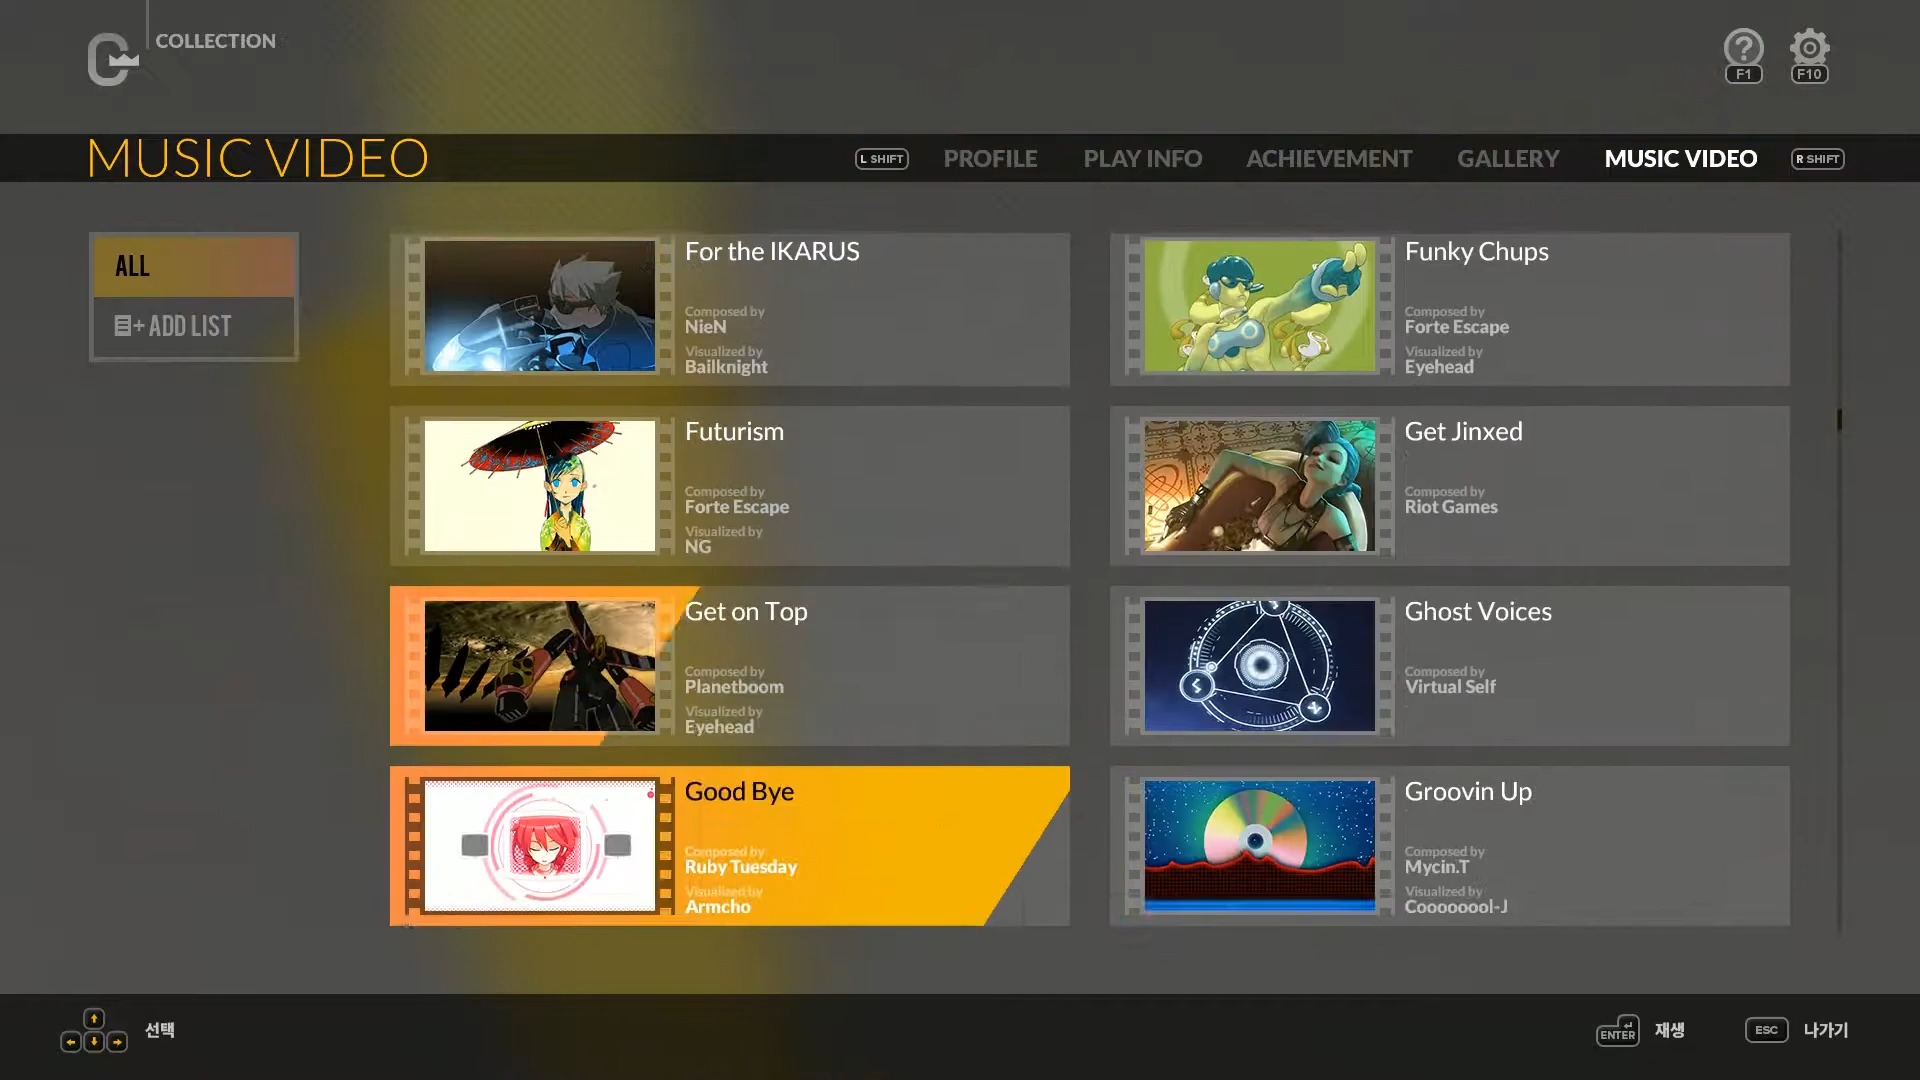 COLLECTION
F1
F10
MUSIC VIDEO
L SHIFT
PROFILE
PLAY INFO
ACHIEVEMENT
GALLERY
MUSIC VIDEO
R SHIFT
ALL
+ ADD LIST
For the IKARUS
Composed by
NieN
Visualized by
Bailknight
Funky Chups
Composed by
Forte Escape
Visualized by
Eyehead
Futurism
Composed by
Forte Escape
Visualized by
NG
Get Jinxed
Composed by
Riot Games
Get on Top
Composed by
Planetboom
Visualized by
Eyehead
Ghost Voices
Composed by
Virtual Self
Good Bye
Composed by
Ruby Tuesday
Visualized by
Armcho
Groovin Up
Composed by
Mycin.T
Visualized by
Coooooool-J
선택
ENTER
재생
ESC
나가기